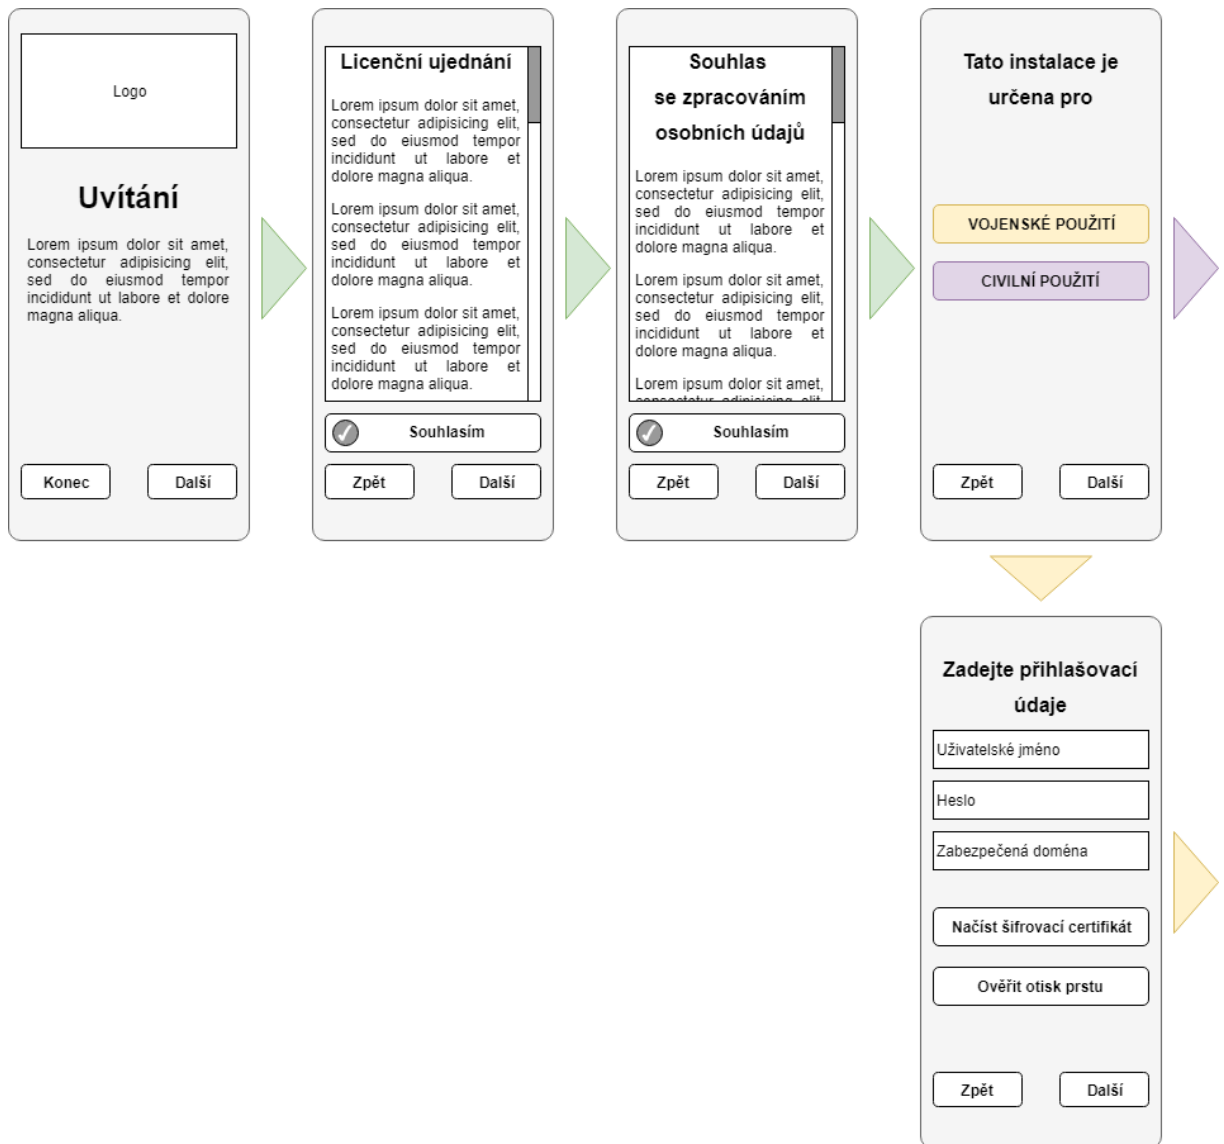 Logo
Uvítání
Lorem ipsum dolor sit amet,
consectetur adipisicing elit,
sed do eiusmod tempor
incididunt ut labore et dolore
magna aliqua.
Konec
Další
Licenční ujednání
Lorem ipsum dolor sit amet,
consectetur adipisicing elit,
sed do eiusmod tempor
incididunt ut labore et
dolore magna aliqua.
Lorem ipsum dolor sit amet,
consectetur adipisicing elit,
sed do eiusmod tempor
incididunt ut labore et
dolore magna aliqua.
Lorem ipsum dolor sit amet,
consectetur adipisicing elit,
sed do eiusmod tempor
incididunt ut labore et
dolore magna aliqua.
Souhlasím
Zpět
Další
Souhlas
se zpracováním
osobních údajů
Lorem ipsum dolor sit amet,
consectetur adipisicing elit,
sed do eiusmod tempor
incididunt ut labore et
dolore magna aliqua.
Lorem ipsum dolor sit amet,
consectetur adipisicing elit,
sed do eiusmod tempor
incididunt ut labore et
dolore magna aliqua.
Lorem ipsum dolor sit amet,
consectetur adipisicing elit,
Souhlasím
Zpět
Další
Tato instalace je
určena pro
VOJENSKÉ POUŽITÍ
CIVILNÍ POUŽITÍ
Zpět
Další
Zadejte přihlašovací
údaje
Uživatelské jméno
Heslo
Zabezpečená doména
Načíst šifrovací certifikát
Ověřit otisk prstu
Zpět
Další